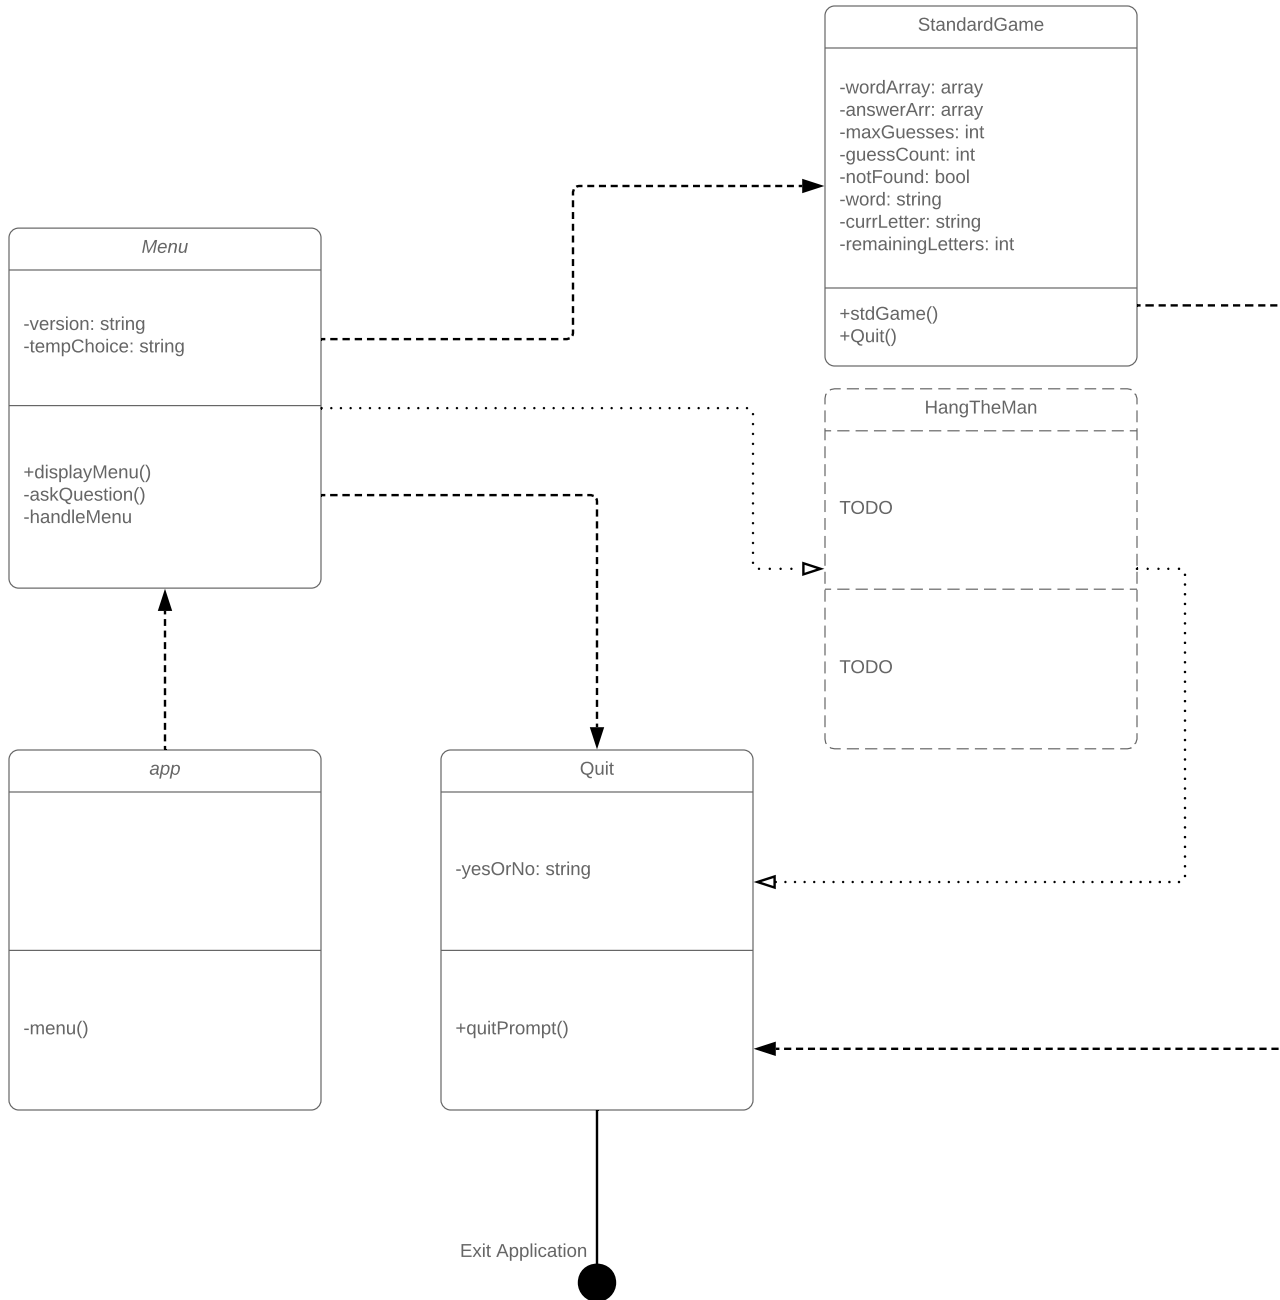 StandardGame
-wordArray: array
-answerArr: array
-maxGuesses: int
-guessCount: int
-notFound: bool
-word: string
-currLetter: string
-remainingLetters: int
+stdGame()
+Quit()
Menu
-version: string
-tempChoice: string
+displayMenu()
-askQuestion()
-handleMenu
HangTheMan
TODO
TODO
app
-menu()
Quit
-yesOrNo: string
+quitPrompt()
Exit Application